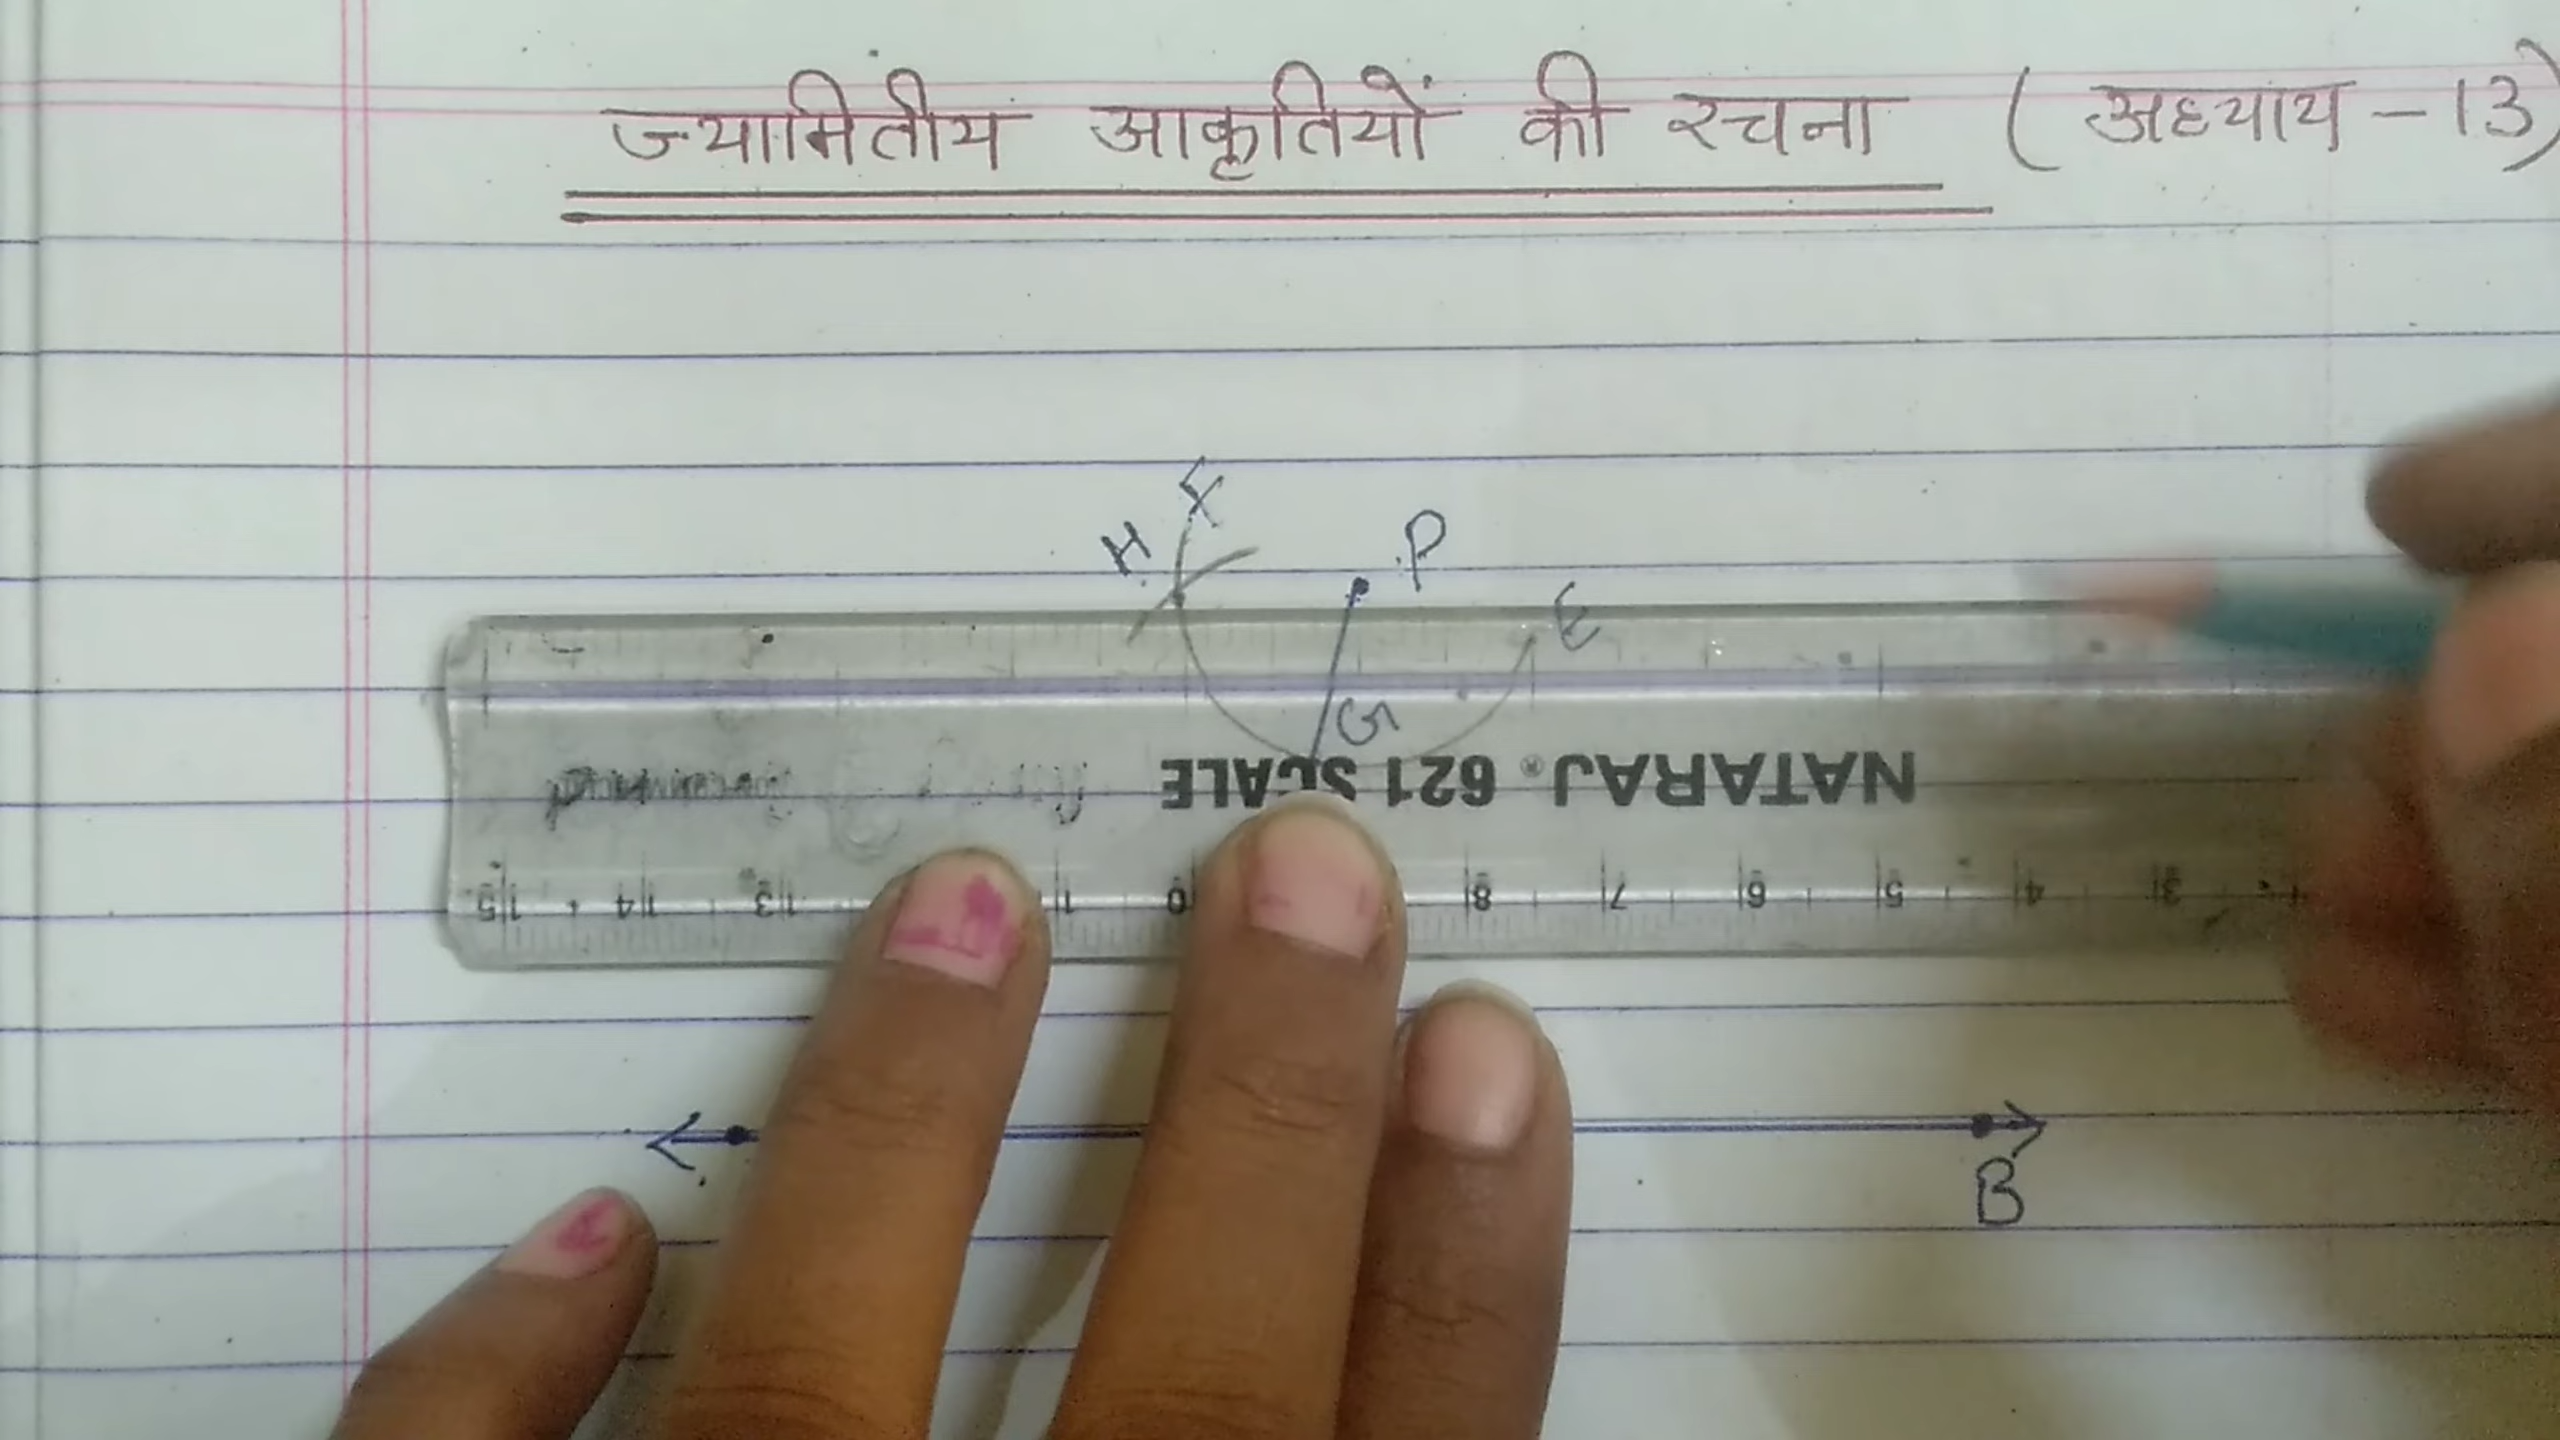 ज्यामितीय आकृतियों की रचना ( अध्याय - 13)
F
H P
E
G
NATARAJ® 621 SCALE
15 14 13 11 10 8 7 6 5 4 3
B